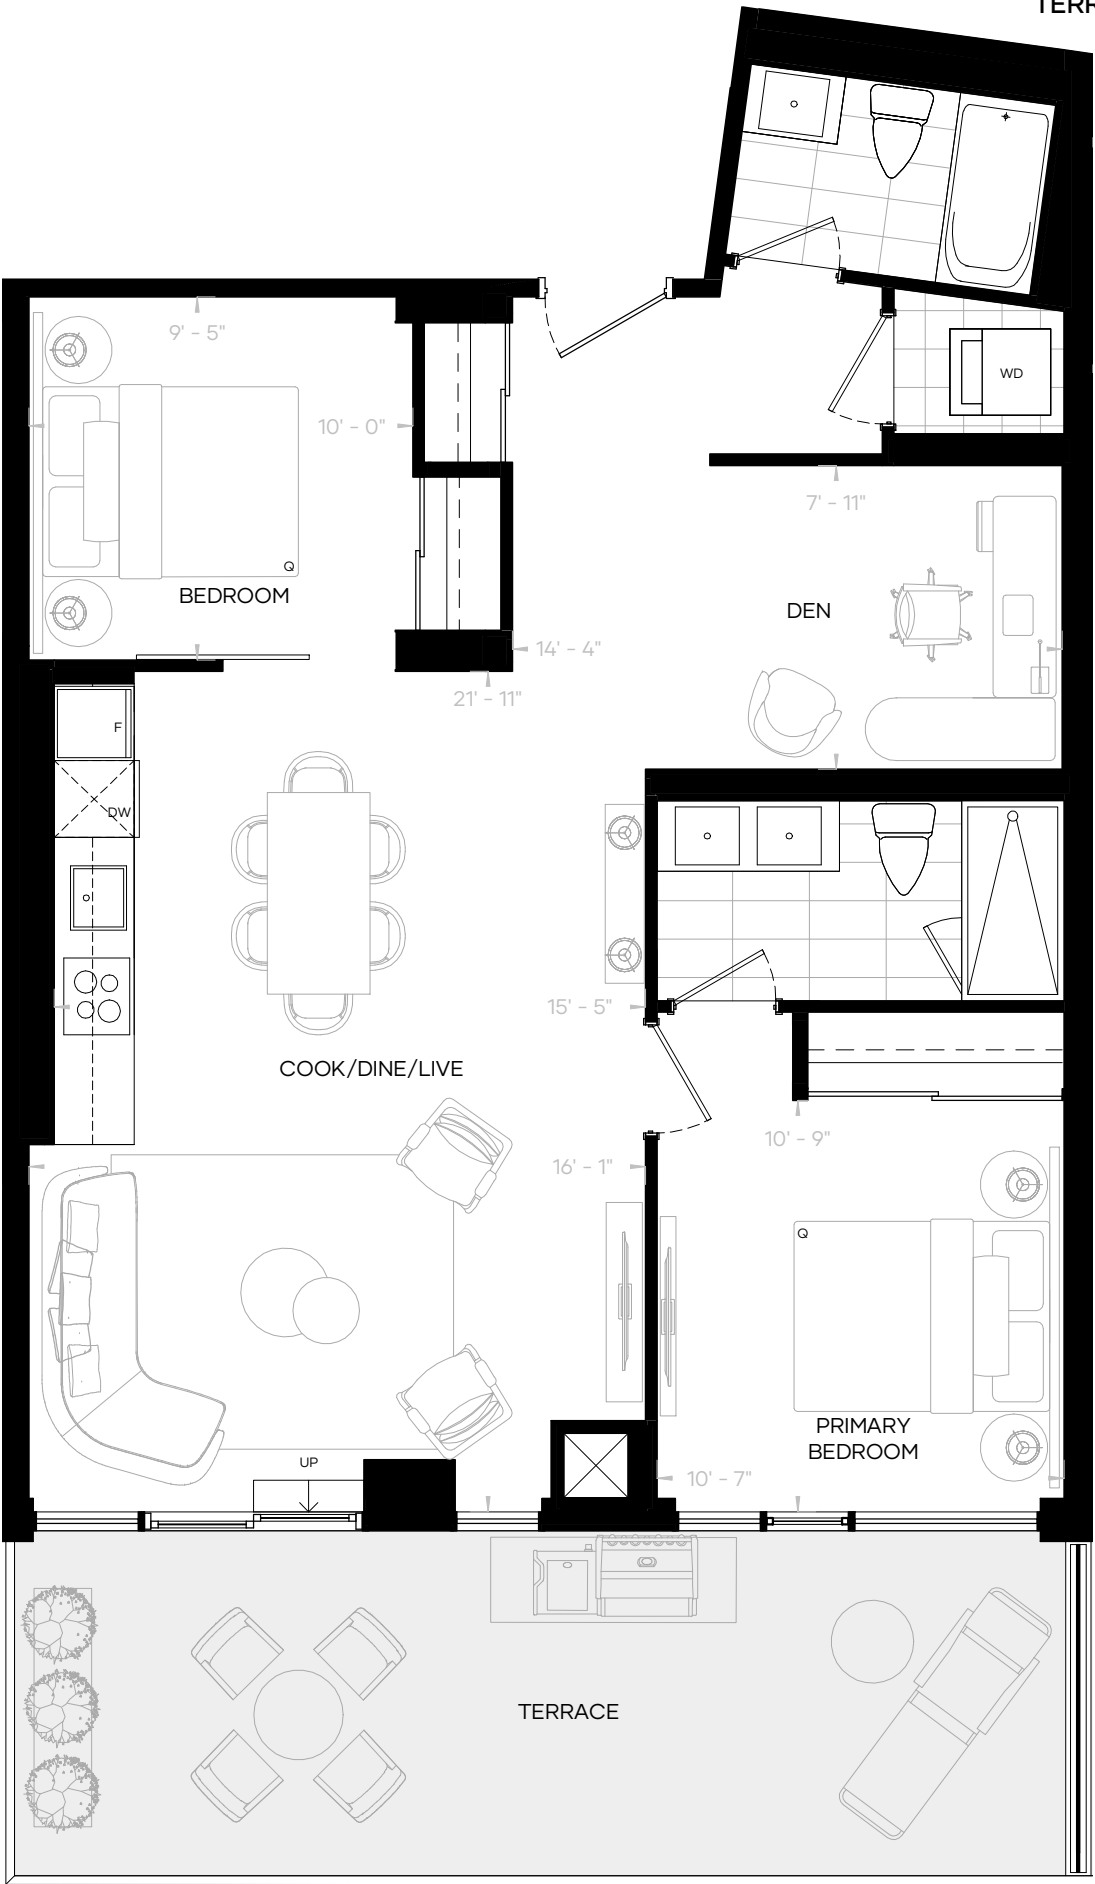 TERR
9' - 5"
WD
10' - 0"
7' - 11"
Q
BEDROOM
DEN
14' - 4"
21' - 11"
F
DW
15' - 5"
COOK/DINE/LIVE
10' - 9"
16' - 1"
Q
PRIMARY
BEDROOM
UP
10' - 7"
TERRACE